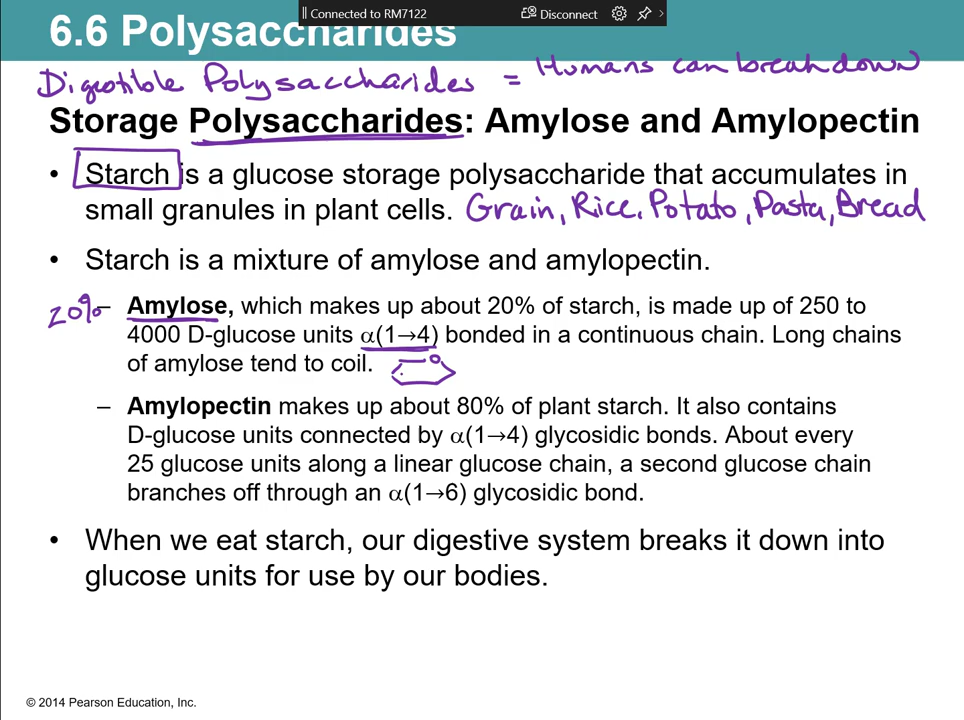 Connected to RM7122 Disconnect
6.6 Polysaccharides
Digestible Polysaccharides = Humans can break down
Storage Polysaccharides: Amylose and Amylopectin
• Starch is a glucose storage polysaccharide that accumulates in
small granules in plant cells. Grain, Rice, Potato, Pasta, Bread
• Starch is a mixture of amylose and amylopectin.
20% – Amylose, which makes up about 20% of starch, is made up of 250 to
4000 D-glucose units α(1→4) bonded in a continuous chain. Long chains
of amylose tend to coil.
– Amylopectin makes up about 80% of plant starch. It also contains
D-glucose units connected by α(1→4) glycosidic bonds. About every
25 glucose units along a linear glucose chain, a second glucose chain
branches off through an α(1→6) glycosidic bond.
• When we eat starch, our digestive system breaks it down into
glucose units for use by our bodies.
© 2014 Pearson Education, Inc.